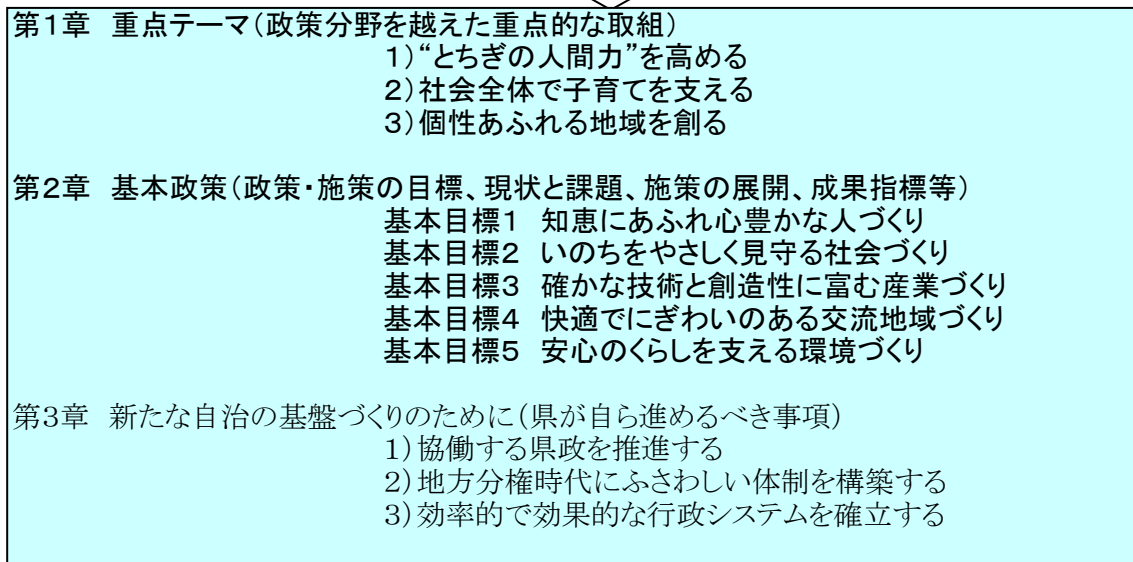 第1章　重点テーマ(政策分野を越えた重点的な取組)
1)“とちぎの人間力”を高める
2)社会全体で子育てを支える
3)個性あふれる地域を創る
第2章　基本政策(政策・施策の目標、現状と課題、施策の展開、成果指標等)
基本目標1　知恵にあふれ心豊かな人づくり
基本目標2　いのちをやさしく見守る社会づくり
基本目標3　確かな技術と創造性に富む産業づくり
基本目標4　快適でにぎわいのある交流地域づくり
基本目標5　安心のくらしを支える環境づくり
第3章　新たな自治の基盤づくりのために(県が自ら進めるべき事項)
1)協働する県政を推進する
2)地方分権時代にふさわしい体制を構築する
3)効率的で効果的な行政システムを確立する